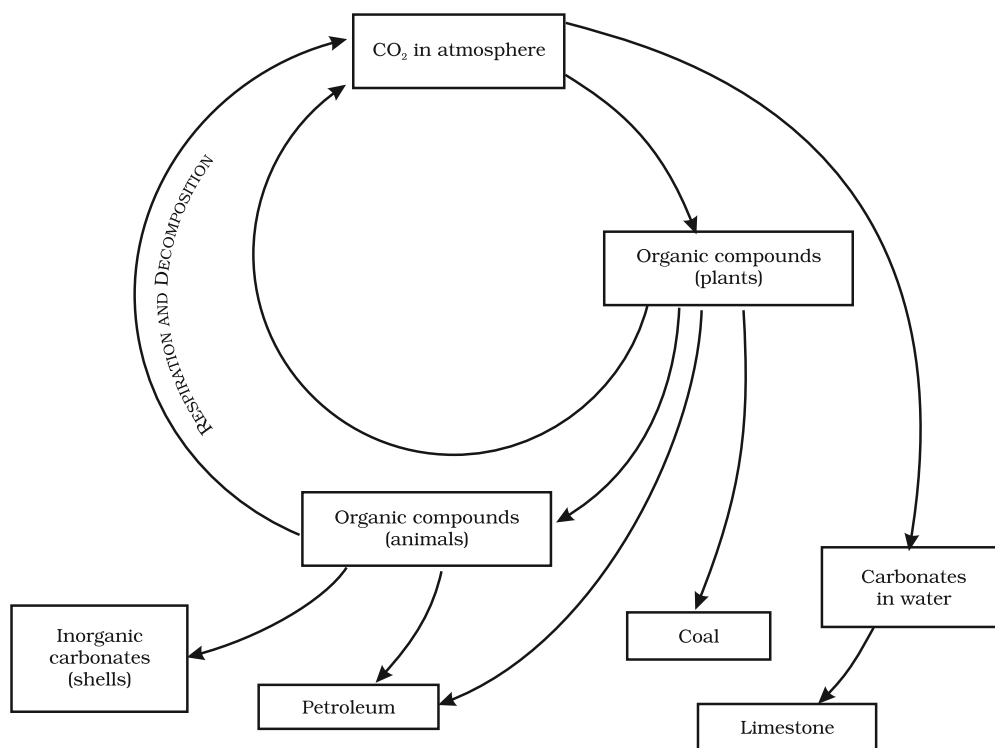 CO₂ in atmosphere
RESPIRATION AND DECOMPOSITION
Organic compounds
(plants)
Organic compounds
(animals)
Carbonates
in water
Inorganic
carbonates
(shells)
Coal
Petroleum
Limestone